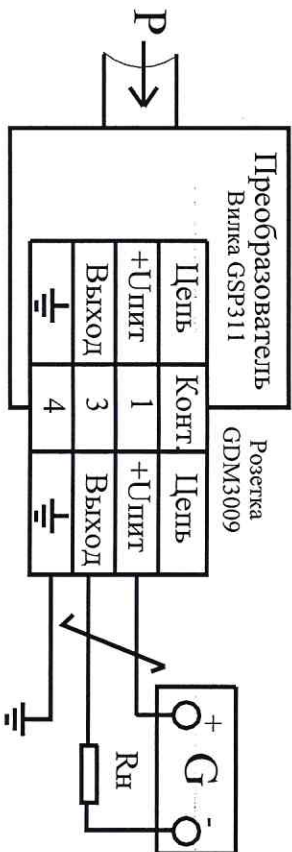 P
Преобразователь
Вилка GSP311
Розетка
GDM3009
Цепь Конт. Цепь
+Uпит 1 +Uпит
Выход 3 Выход
4
+ G -
Rн